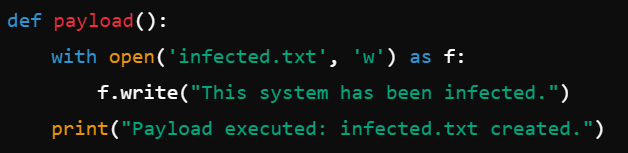 def payload():
    with open('infected.txt', 'w') as f:
        f.write("This system has been infected.")
    print("Payload executed: infected.txt created.")